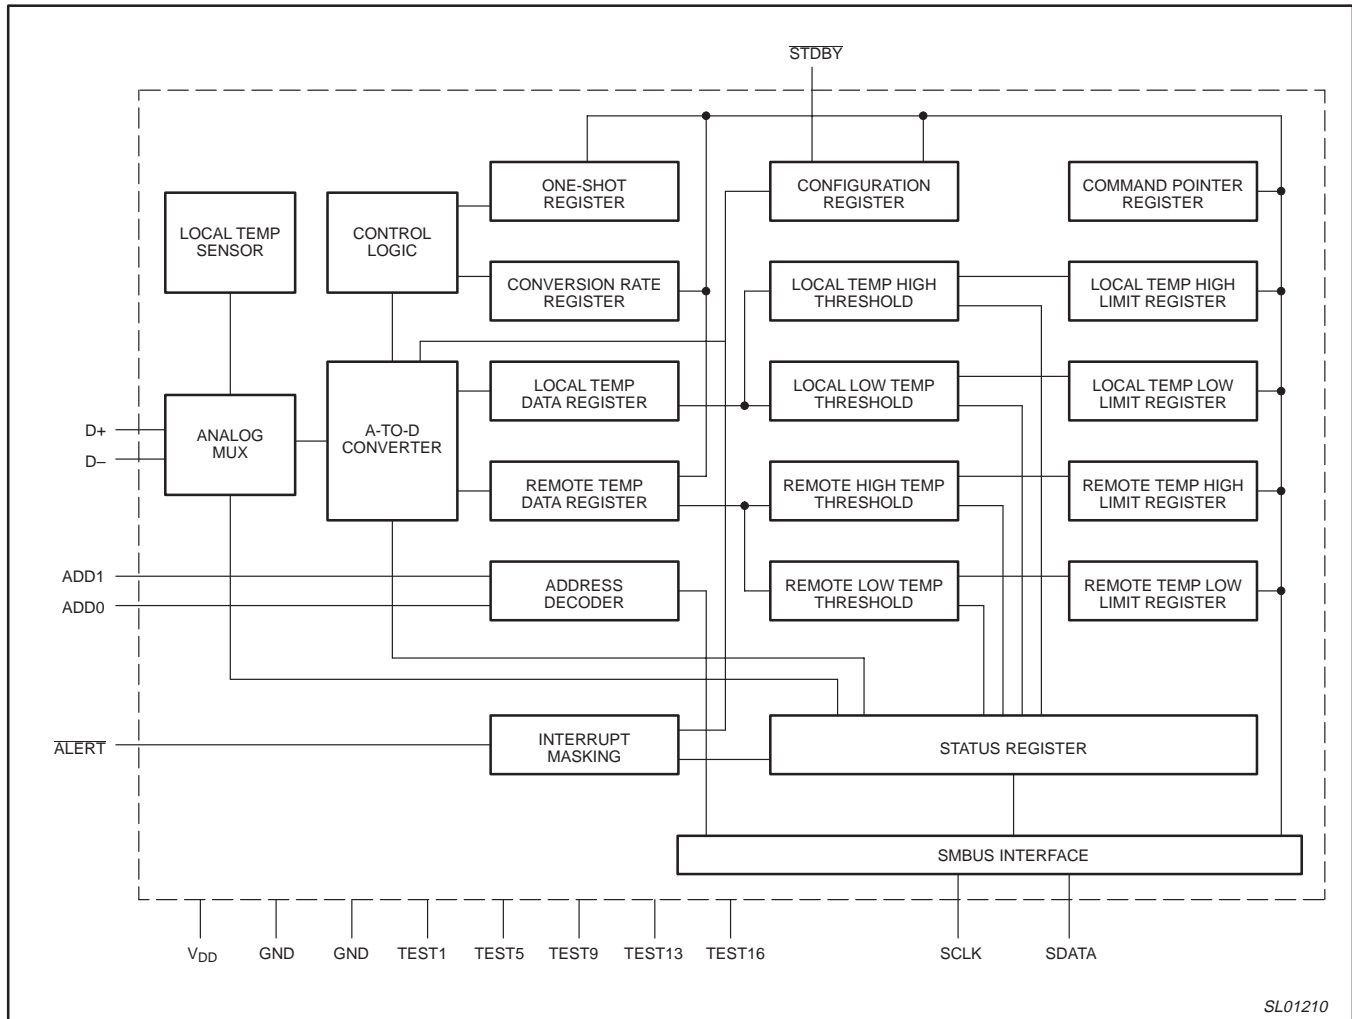 STDBY
ONE-SHOT
REGISTER
CONFIGURATION
REGISTER
COMMAND POINTER
REGISTER
LOCAL TEMP
SENSOR
CONTROL
LOGIC
CONVERSION RATE
REGISTER
LOCAL TEMP HIGH
THRESHOLD
LOCAL TEMP HIGH
LIMIT REGISTER
LOCAL TEMP
DATA REGISTER
LOCAL LOW TEMP
THRESHOLD
LOCAL TEMP LOW
LIMIT REGISTER
D+
D–
ANALOG
MUX
A-TO-D
CONVERTER
REMOTE TEMP
DATA REGISTER
REMOTE HIGH TEMP
THRESHOLD
REMOTE TEMP HIGH
LIMIT REGISTER
ADD1
ADD0
ADDRESS
DECODER
REMOTE LOW TEMP
THRESHOLD
REMOTE TEMP LOW
LIMIT REGISTER
ALERT
INTERRUPT
MASKING
STATUS REGISTER
SMBUS INTERFACE
VDD GND GND TEST1 TEST5 TEST9 TEST13 TEST16 SCLK SDATA
SL01210